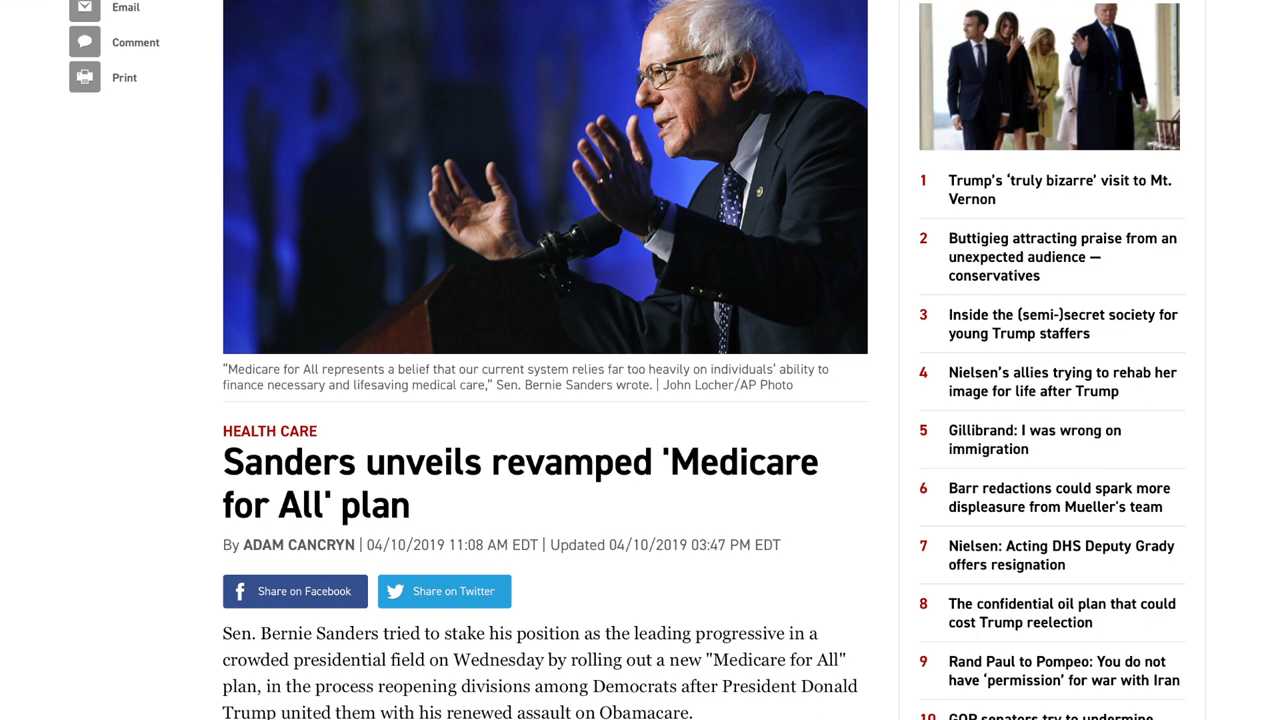 Email
Comment
Print
"Medicare for All represents a belief that our current system relies far too heavily on individuals' ability to
finance necessary and lifesaving medical care," Sen. Bernie Sanders wrote. | John Locher/AP Photo
HEALTH CARE
Sanders unveils revamped 'Medicare
for All' plan
By ADAM CANCRYN | 04/10/2019 11:08 AM EDT | Updated 04/10/2019 03:47 PM EDT
Share on Facebook
Share on Twitter
Sen. Bernie Sanders tried to stake his position as the leading progressive in a
crowded presidential field on Wednesday by rolling out a new "Medicare for All"
plan, in the process reopening divisions among Democrats after President Donald
Trump united them with his renewed assault on Obamacare.
1 Trump's 'truly bizarre' visit to Mt.
Vernon
2 Buttigieg attracting praise from an
unexpected audience —
conservatives
3 Inside the (semi-)secret society for
young Trump staffers
4 Nielsen's allies trying to rehab her
image for life after Trump
5 Gillibrand: I was wrong on
immigration
6 Barr redactions could spark more
displeasure from Mueller's team
7 Nielsen: Acting DHS Deputy Grady
offers resignation
8 The confidential oil plan that could
cost Trump reelection
9 Rand Paul to Pompeo: You do not
have 'permission' for war with Iran
10 GOP senators try to undermine